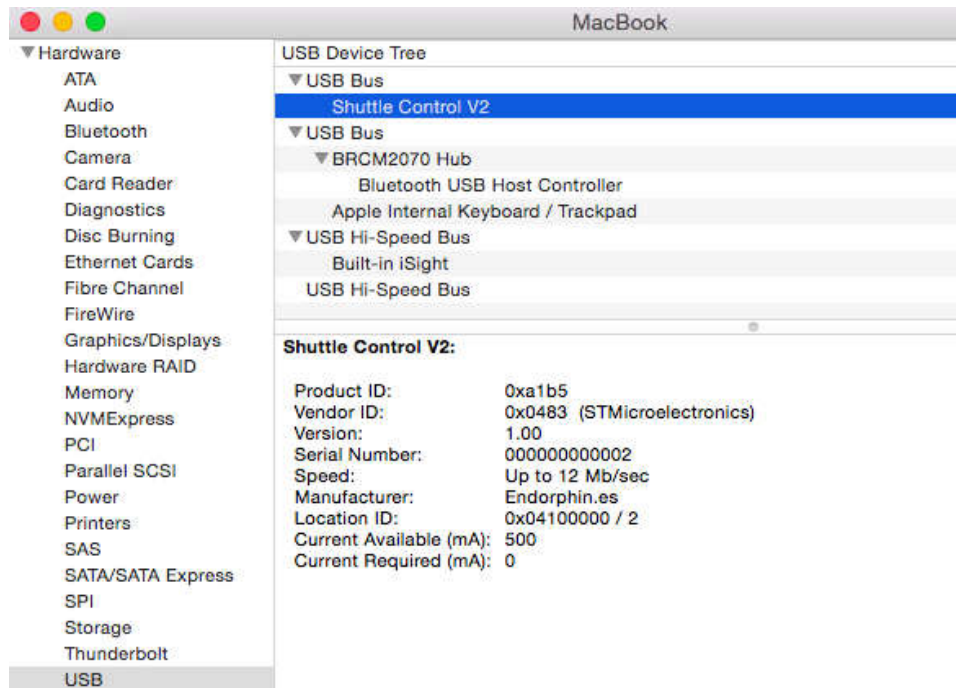 MacBook
Hardware
ATA
Audio
Bluetooth
Camera
Card Reader
Diagnostics
Disc Burning
Ethernet Cards
Fibre Channel
FireWire
Graphics/Displays
Hardware RAID
Memory
NVMExpress
PCI
Parallel SCSI
Power
Printers
SAS
SATA/SATA Express
SPI
Storage
Thunderbolt
USB
USB Device Tree
USB Bus
Shuttle Control V2
USB Bus
BRCM2070 Hub
Bluetooth USB Host Controller
Apple Internal Keyboard / Trackpad
USB Hi-Speed Bus
Built-in iSight
USB Hi-Speed Bus
Shuttle Control V2:
Product ID: 0xa1b5
Vendor ID: 0x0483 (STMicroelectronics)
Version: 1.00
Serial Number: 000000000002
Speed: Up to 12 Mb/sec
Manufacturer: Endorphin.es
Location ID: 0x04100000 / 2
Current Available (mA): 500
Current Required (mA): 0